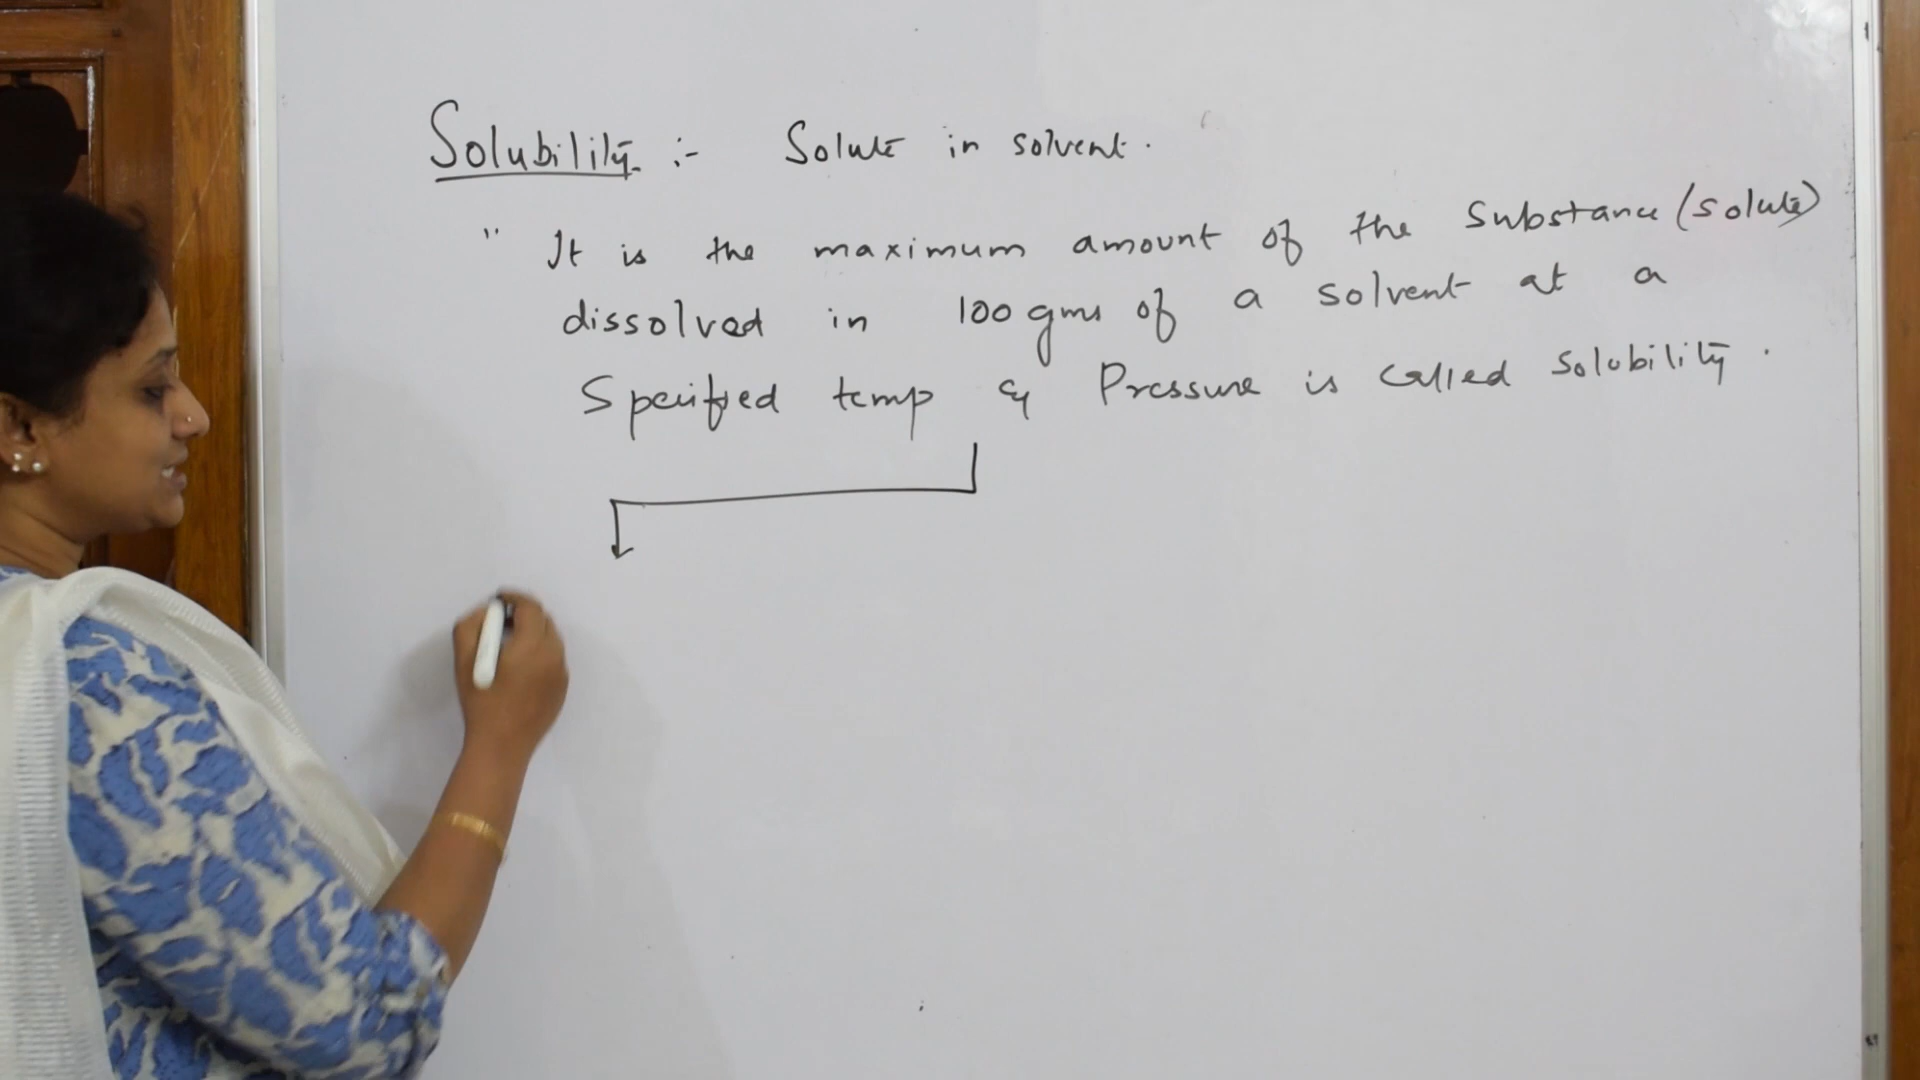 Solubility :- Solute in solvent.
" It is the maximum amount of the substance (solute)
dissolved in 100 gms of a solvent at a
Specified temp & Pressure is called solubility.